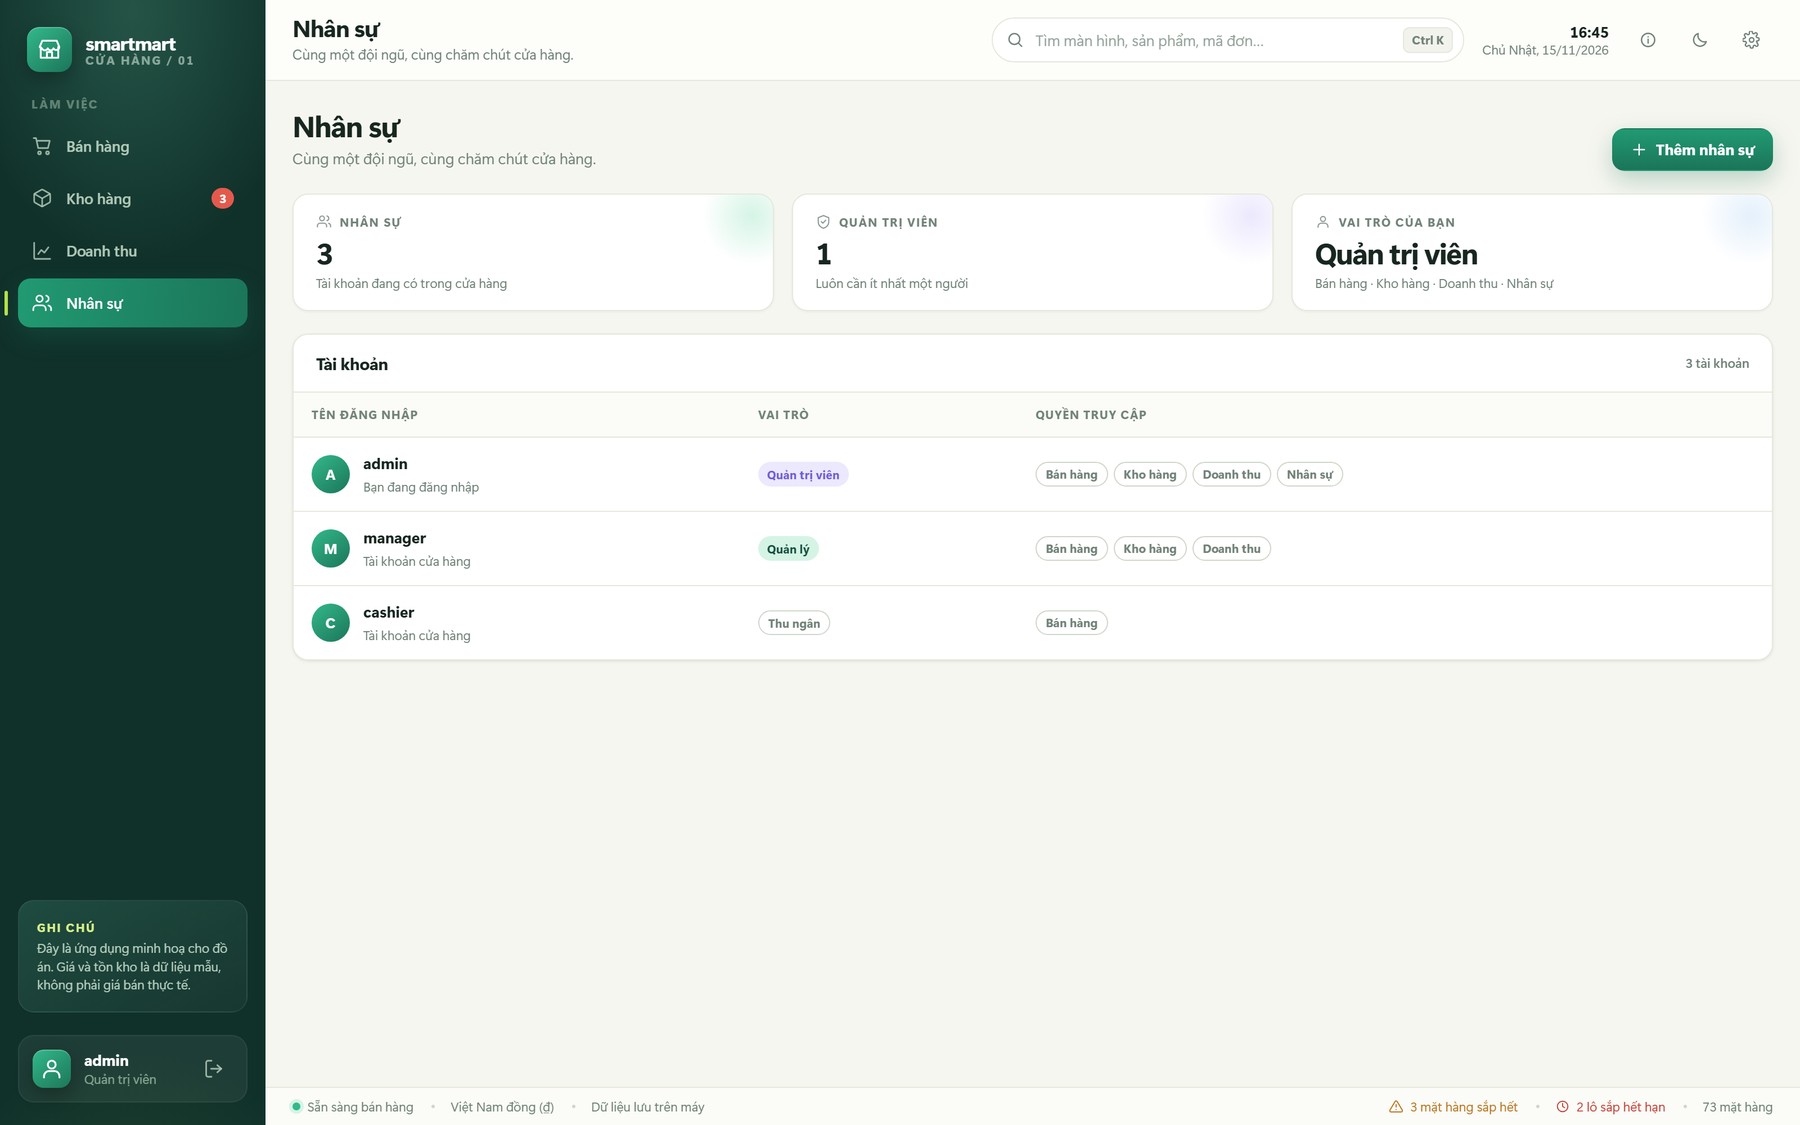 smartmart
CỬA HÀNG / 01
LÀM VIỆC
Bán hàng
Kho hàng
3
Doanh thu
Nhân sự
GHI CHÚ
Đây là ứng dụng minh hoạ cho đồ
án. Giá và tồn kho là dữ liệu mẫu,
không phải giá bán thực tế.
admin
Quản trị viên
Nhân sự
Cùng một đội ngũ, cùng chăm chút cửa hàng.
Tìm màn hình, sản phẩm, mã đơn...
Ctrl K
16:45
Chủ Nhật, 15/11/2026
Nhân sự
Cùng một đội ngũ, cùng chăm chút cửa hàng.
Thêm nhân sự
NHÂN SỰ
3
Tài khoản đang có trong cửa hàng
QUẢN TRỊ VIÊN
1
Luôn cần ít nhất một người
VAI TRÒ CỦA BẠN
Quản trị viên
Bán hàng · Kho hàng · Doanh thu · Nhân sự
Tài khoản
3 tài khoản
TÊN ĐĂNG NHẬP VAI TRÒ QUYỀN TRUY CẬP
A
admin
Bạn đang đăng nhập
Quản trị viên
Bán hàng Kho hàng Doanh thu Nhân sự
M
manager
Tài khoản cửa hàng
Quản lý
Bán hàng Kho hàng Doanh thu
C
cashier
Tài khoản cửa hàng
Thu ngân
Bán hàng
Sẵn sàng bán hàng • Việt Nam đồng (₫) • Dữ liệu lưu trên máy
3 mặt hàng sắp hết • 2 lô sắp hết hạn • 73 mặt hàng